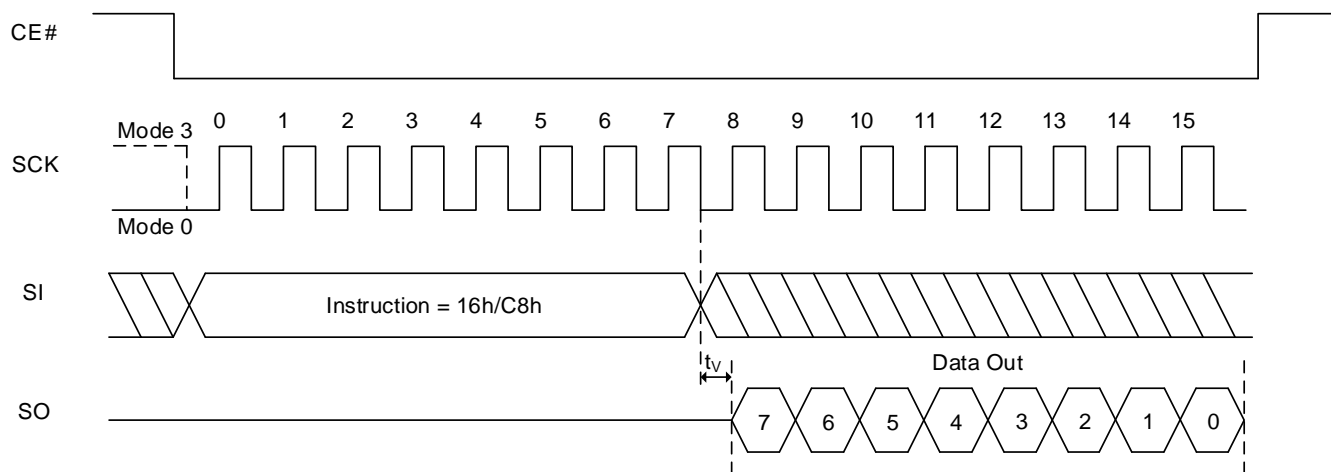 CE#
0 1 2 3 4 5 6 7 8 9 10 11 12 13 14 15
Mode 3
SCK
Mode 0
SI
Instruction = 16h/C8h
tV
Data Out
SO
7 6 5 4 3 2 1 0